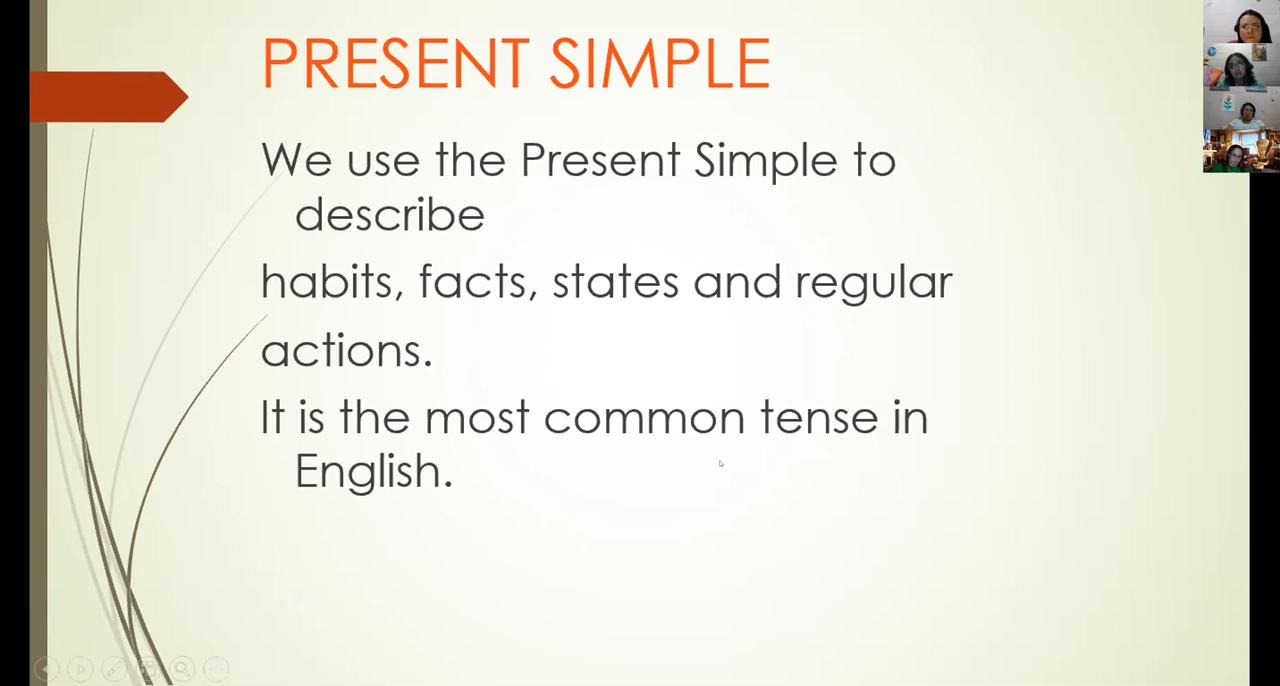 PRESENT SIMPLE
We use the Present Simple to
describe
habits, facts, states and regular
actions.
It is the most common tense in
English.